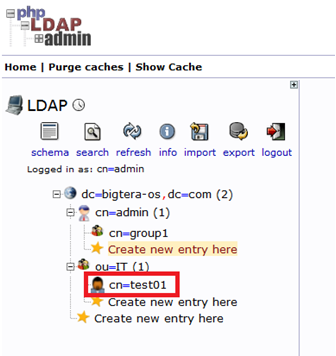 php
LDAP
admin
Home | Purge caches | Show Cache
LDAP
schema search refresh info import export logout
Logged in as: cn=admin
dc=bigtera-os,dc=com (2)
cn=admin (1)
cn=group1
Create new entry here
ou=IT (1)
cn=test01
Create new entry here
Create new entry here